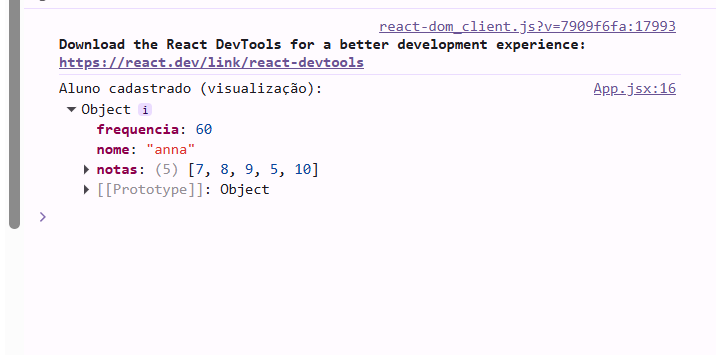 react-dom_client.js?v=7909f6fa:17993
Download the React DevTools for a better development experience:
https://react.dev/link/react-devtools
Aluno cadastrado (visualização): App.jsx:16
Object i
frequencia: 60
nome: "anna"
notas: (5) [7, 8, 9, 5, 10]
[[Prototype]]: Object